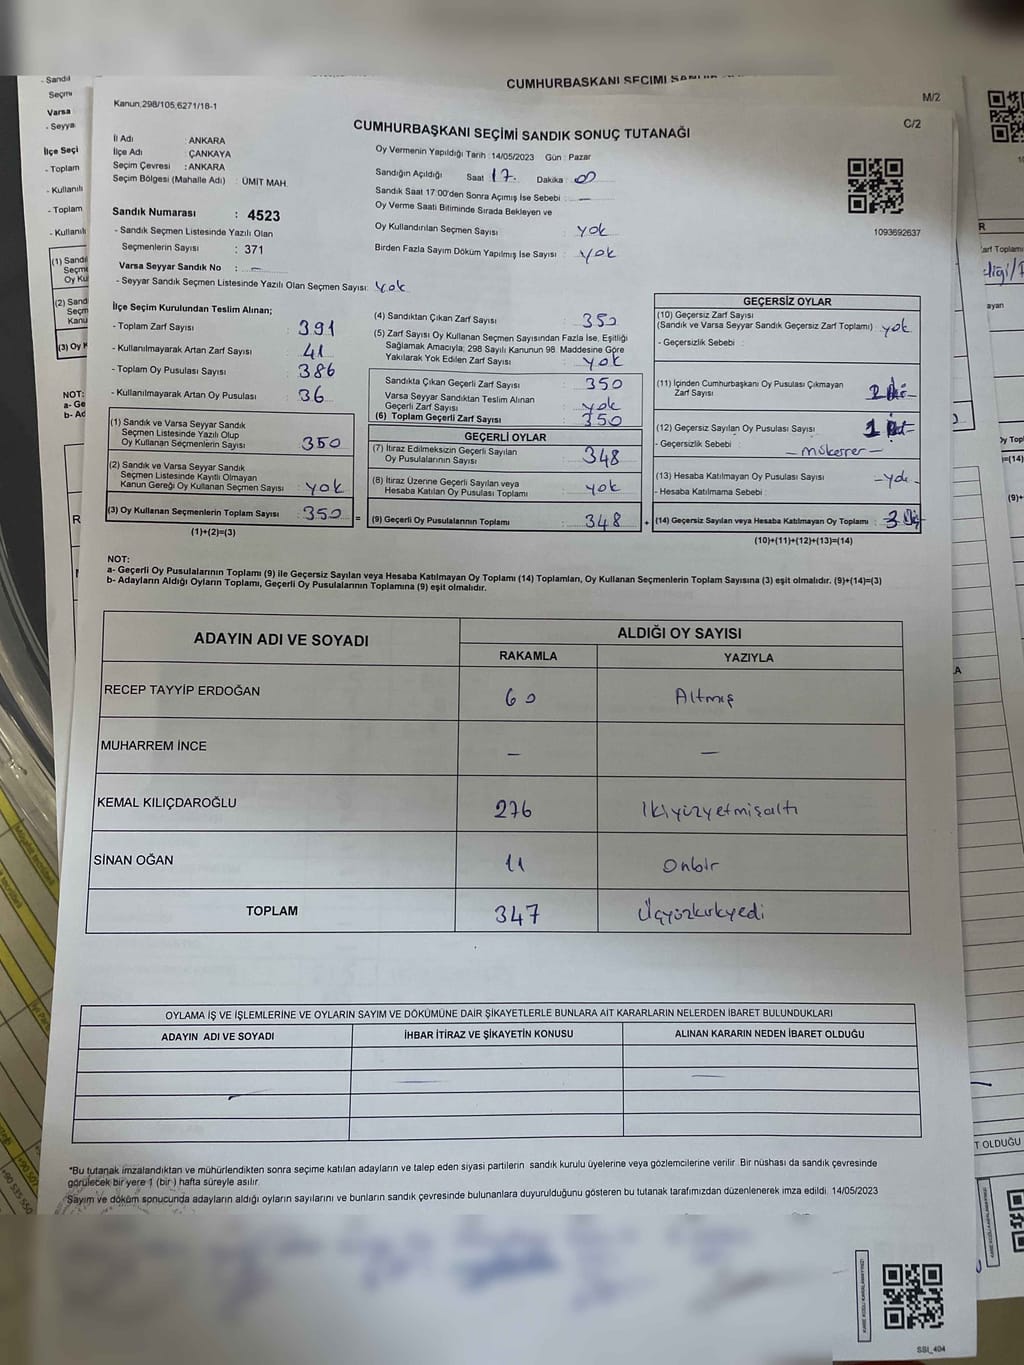 CUMHURBAŞKANI SEÇİMİ
M/2
Kanun;298/105,6271/18-1
C/2
CUMHURBAŞKANI SEÇİMİ SANDIK SONUÇ TUTANAĞI
İl Adı : ANKARA
İlçe Adı : ÇANKAYA
Seçim Çevresi : ANKARA
Seçim Bölgesi (Mahalle Adı) : ÜMİT MAH.
Sandık Numarası : 4523
- Sandık Seçmen Listesinde Yazılı Olan
Seçmenlerin Sayısı : 371
Varsa Seyyar Sandık No : -
- Seyyar Sandık Seçmen Listesinde Yazılı Olan Seçmen Sayısı: yok
Oy Vermenin Yapıldığı Tarih : 14/05/2023 Gün : Pazar
Sandığın Açıldığı Saat 17. Dakika : 00
Sandık Saat 17:00'den Sonra Açımış İse Sebebi : -
Oy Verme Saati Bitiminde Sırada Bekleyen ve
Oy Kullandırılan Seçmen Sayısı : yok
Birden Fazla Sayım Döküm Yapılmış İse Sayısı : yok
1093692637
İlçe Seçim Kurulundan Teslim Alınan;
- Toplam Zarf Sayısı : 391
- Kullanılmayarak Artan Zarf Sayısı : 41
- Toplam Oy Pusulası Sayısı : 386
- Kullanılmayarak Artan Oy Pusulası : 36
(1) Sandık ve Varsa Seyyar Sandık
Seçmen Listesinde Yazılı Olup
Oy Kullanan Seçmenlerin Sayısı : 350
(2) Sandık ve Varsa Seyyar Sandık
Seçmen Listesinde Kayıtlı Olmayan
Kanun Gereği Oy Kullanan Seçmen Sayısı : yok
(3) Oy Kullanan Seçmenlerin Toplam Sayısı : 350 =
(1)+(2)=(3)
(4) Sandıktan Çıkan Zarf Sayısı : 350
(5) Zarf Sayısı Oy Kullanan Seçmen Sayısından Fazla İse, Eşitliği
Sağlamak Amacıyla, 298 Sayılı Kanunun 98. Maddesine Göre
Yakılarak Yok Edilen Zarf Sayısı : yok
Sandıkta Çıkan Geçerli Zarf Sayısı : 350
Varsa Seyyar Sandıktan Teslim Alınan
Geçerli Zarf Sayısı : yok
(6) Toplam Geçerli Zarf Sayısı : 350
GEÇERLİ OYLAR
(7) İtiraz Edilmeksizin Geçerli Sayılan
Oy Pusulalarının Sayısı : 348
(8) İtiraz Üzerine Geçerli Sayılan veya
Hesaba Katılan Oy Pusulası Toplamı : yok
(9) Geçerli Oy Pusulalarının Toplamı : 348 +
GEÇERSİZ OYLAR
(10) Geçersiz Zarf Sayısı
(Sandık ve Varsa Seyyar Sandık Geçersiz Zarf Toplamı) : yok
- Geçersizlik Sebebi :
(11) İçinden Cumhurbaşkanı Oy Pusulası Çıkmayan
Zarf Sayısı : 2
(12) Geçersiz Sayılan Oy Pusulası Sayısı : 1
- Geçersizlik Sebebi : - mükerrer -
(13) Hesaba Katılmayan Oy Pusulası Sayısı : - yok -
- Hesaba Katılmama Sebebi :
(14) Geçersiz Sayılan veya Hesaba Katılmayan Oy Toplamı : 3
(10)+(11)+(12)+(13)=(14)
NOT:
a- Geçerli Oy Pusulalarının Toplamı (9) ile Geçersiz Sayılan veya Hesaba Katılmayan Oy Toplamı (14) Toplamları, Oy Kullanan Seçmenlerin Toplam Sayısına (3) eşit olmalıdır. (9)+(14)=(3)
b- Adayların Aldığı Oyların Toplamı, Geçerli Oy Pusulalarının Toplamına (9) eşit olmalıdır.
ADAYIN ADI VE SOYADI ALDIĞI OY SAYISI
RAKAMLA YAZIYLA
RECEP TAYYİP ERDOĞAN 60 Altmış
MUHARREM İNCE - -
KEMAL KILIÇDAROĞLU 276 İkiyüzyetmişaltı
SİNAN OĞAN 11 Onbir
TOPLAM 347 Üçyüzkırkyedi
OYLAMA İŞ VE İŞLEMLERİNE VE OYLARIN SAYIM VE DÖKÜMÜNE DAİR ŞİKAYETLERLE BUNLARA AİT KARARLARIN NELERDEN İBARET BULUNDUKLARI
ADAYIN ADI VE SOYADI İHBAR İTİRAZ VE ŞİKAYETİN KONUSU ALINAN KARARIN NEDEN İBARET OLDUĞU
*Bu tutanak imzalandıktan ve mühürlendikten sonra seçime katılan adayların ve talep eden siyasi partilerin sandık kurulu üyelerine veya gözlemcilerine verilir. Bir nüshası da sandık çevresinde
görülecek bir yere 1 (bir) hafta süreyle asılır.
Sayım ve döküm sonucunda adayların aldığı oyların sayılarını ve bunların sandık çevresinde bulunanlara duyurulduğunu gösteren bu tutanak tarafımızdan düzenlenerek imza edildi. 14/05/2023
SSI_404